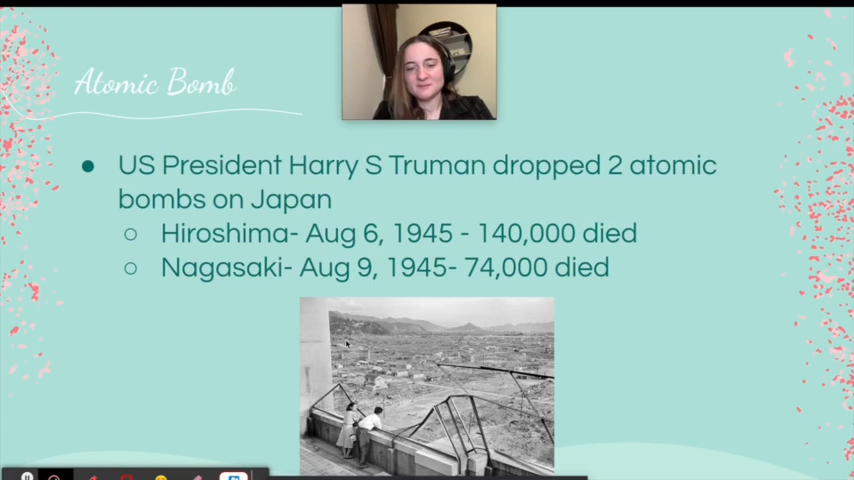 Atomic Bomb
● US President Harry S Truman dropped 2 atomic
bombs on Japan
○ Hiroshima- Aug 6, 1945 - 140,000 died
○ Nagasaki- Aug 9, 1945- 74,000 died